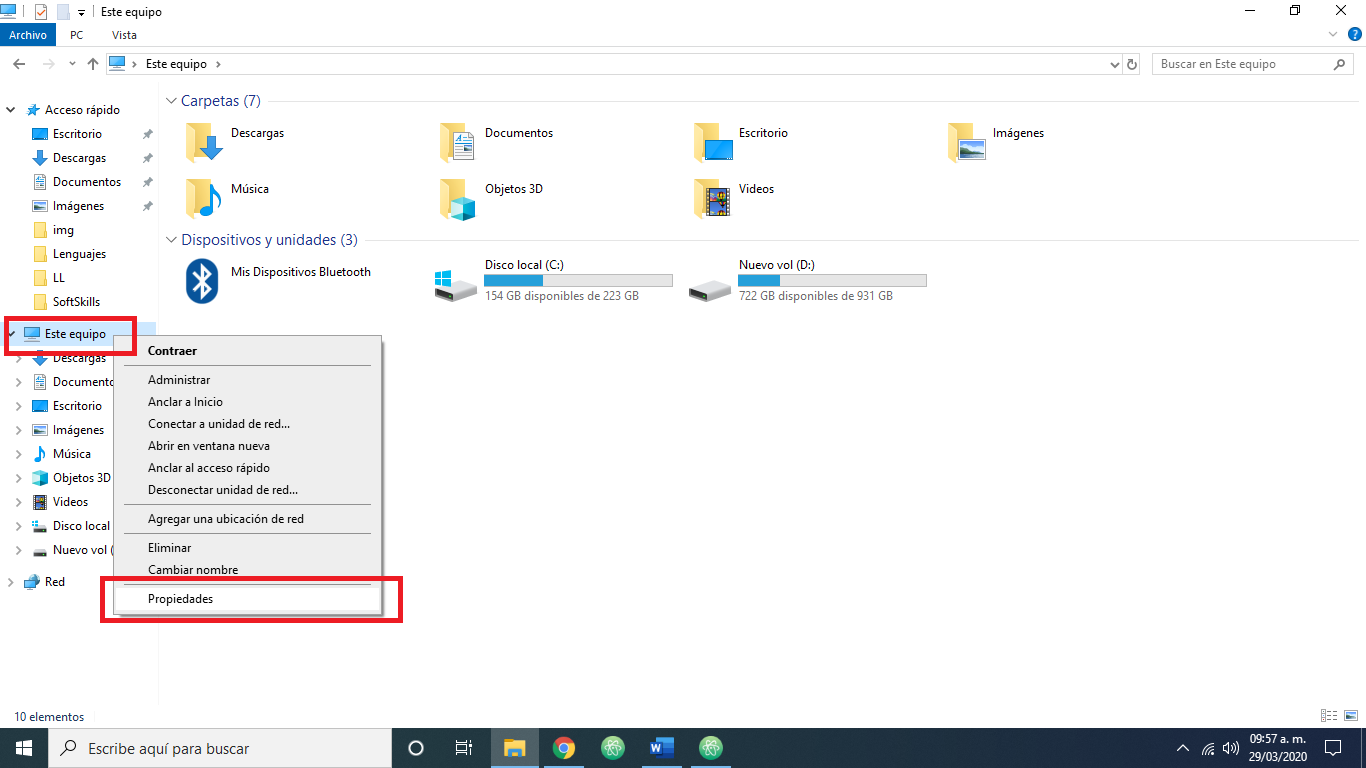 Este equipo
Archivo PC Vista
Este equipo
Buscar en Este equipo
Acceso rápido
Escritorio
Descargas
Documentos
Imágenes
img
Lenguajes
LL
SoftSkills
Este equipo
Descargas
Documento
Escritorio
Imágenes
Música
Objetos 3D
Videos
Disco local
Nuevo vol (
Red
Carpetas (7)
Descargas
Documentos
Escritorio
Imágenes
Música
Objetos 3D
Videos
Dispositivos y unidades (3)
Mis Dispositivos Bluetooth
Disco local (C:)
154 GB disponibles de 223 GB
Nuevo vol (D:)
722 GB disponibles de 931 GB
Contraer
Administrar
Anclar a Inicio
Conectar a unidad de red...
Abrir en ventana nueva
Anclar al acceso rápido
Desconectar unidad de red...
Agregar una ubicación de red
Eliminar
Cambiar nombre
Propiedades
10 elementos
Escribe aquí para buscar
09:57 a. m.
29/03/2020